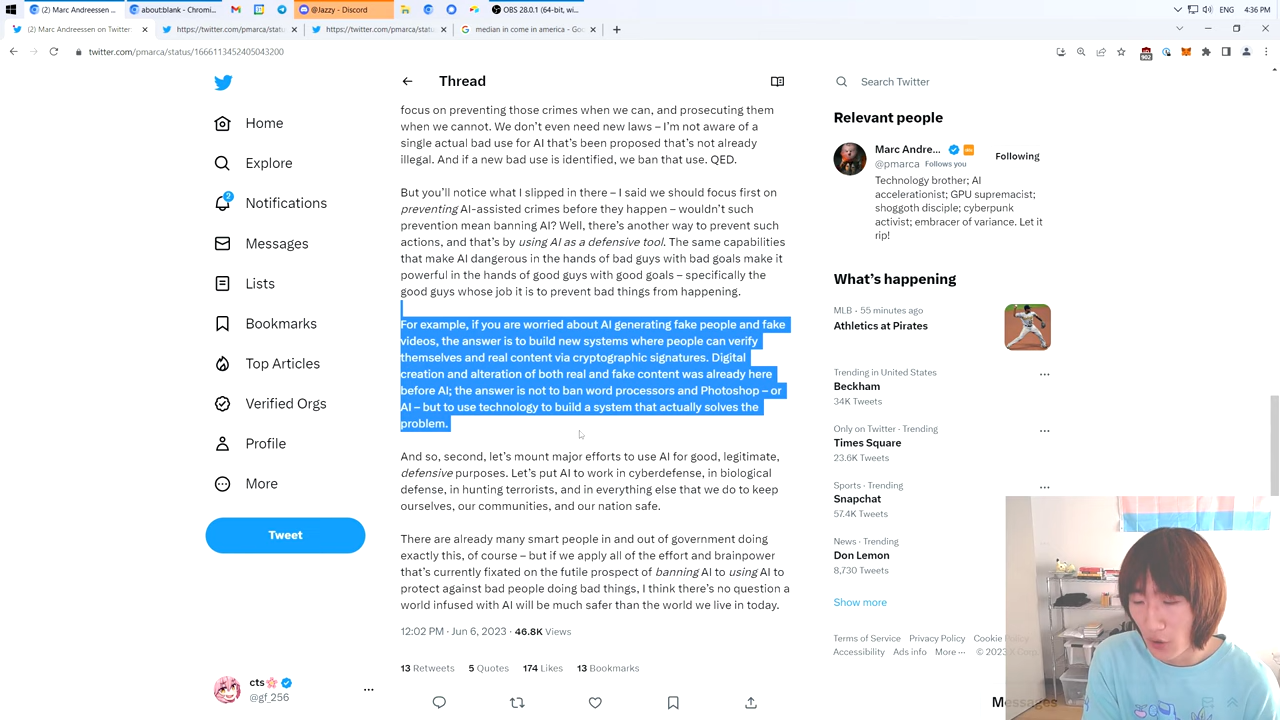 (2) Marc Andreessen ...
about:blank - Chromi...
@Jazzy - Discord
OBS 28.0.1 (64-bit, wi...
ENG
4:36 PM
(2) Marc Andreessen on Twitter
https://twitter.com/pmarca/statu
https://twitter.com/pmarca/statu
median in come in america - Goo
twitter.com/pmarca/status/1666113452405043200
902
Home
Explore
2
Notifications
Messages
Lists
Bookmarks
Top Articles
Verified Orgs
Profile
More
Tweet
cts
@gf_256
Thread
focus on preventing those crimes when we can, and prosecuting them
when we cannot. We don’t even need new laws – I’m not aware of a
single actual bad use for AI that’s been proposed that’s not already
illegal. And if a new bad use is identified, we ban that use. QED.
But you’ll notice what I slipped in there – I said we should focus first on
preventing AI-assisted crimes before they happen – wouldn’t such
prevention mean banning AI? Well, there’s another way to prevent such
actions, and that’s by using AI as a defensive tool. The same capabilities
that make AI dangerous in the hands of bad guys with bad goals make it
powerful in the hands of good guys with good goals – specifically the
good guys whose job it is to prevent bad things from happening.
For example, if you are worried about AI generating fake people and fake
videos, the answer is to build new systems where people can verify
themselves and real content via cryptographic signatures. Digital
creation and alteration of both real and fake content was already here
before AI; the answer is not to ban word processors and Photoshop – or
AI – but to use technology to build a system that actually solves the
problem.
And so, second, let’s mount major efforts to use AI for good, legitimate,
defensive purposes. Let’s put AI to work in cyberdefense, in biological
defense, in hunting terrorists, and in everything else that we do to keep
ourselves, our communities, and our nation safe.
There are already many smart people in and out of government doing
exactly this, of course – but if we apply all of the effort and brainpower
that’s currently fixated on the futile prospect of banning AI to using AI to
protect against bad people doing bad things, I think there’s no question a
world infused with AI will be much safer than the world we live in today.
12:02 PM · Jun 6, 2023 · 46.8K Views
13 Retweets 5 Quotes 174 Likes 13 Bookmarks
Search Twitter
Relevant people
Marc Andre...
@pmarca Follows you
Following
Technology brother; AI
accelerationist; GPU supremacist;
shoggoth disciple; cyberpunk
activist; embracer of variance. Let it
rip!
What’s happening
MLB · 55 minutes ago
Athletics at Pirates
Trending in United States
Beckham
34K Tweets
Only on Twitter · Trending
Times Square
23.6K Tweets
Sports · Trending
Snapchat
57.4K Tweets
News · Trending
Don Lemon
8,730 Tweets
Show more
Terms of Service Privacy Policy Cookie
Accessibility Ads info More ··· © 2023 X Corp.
Messages